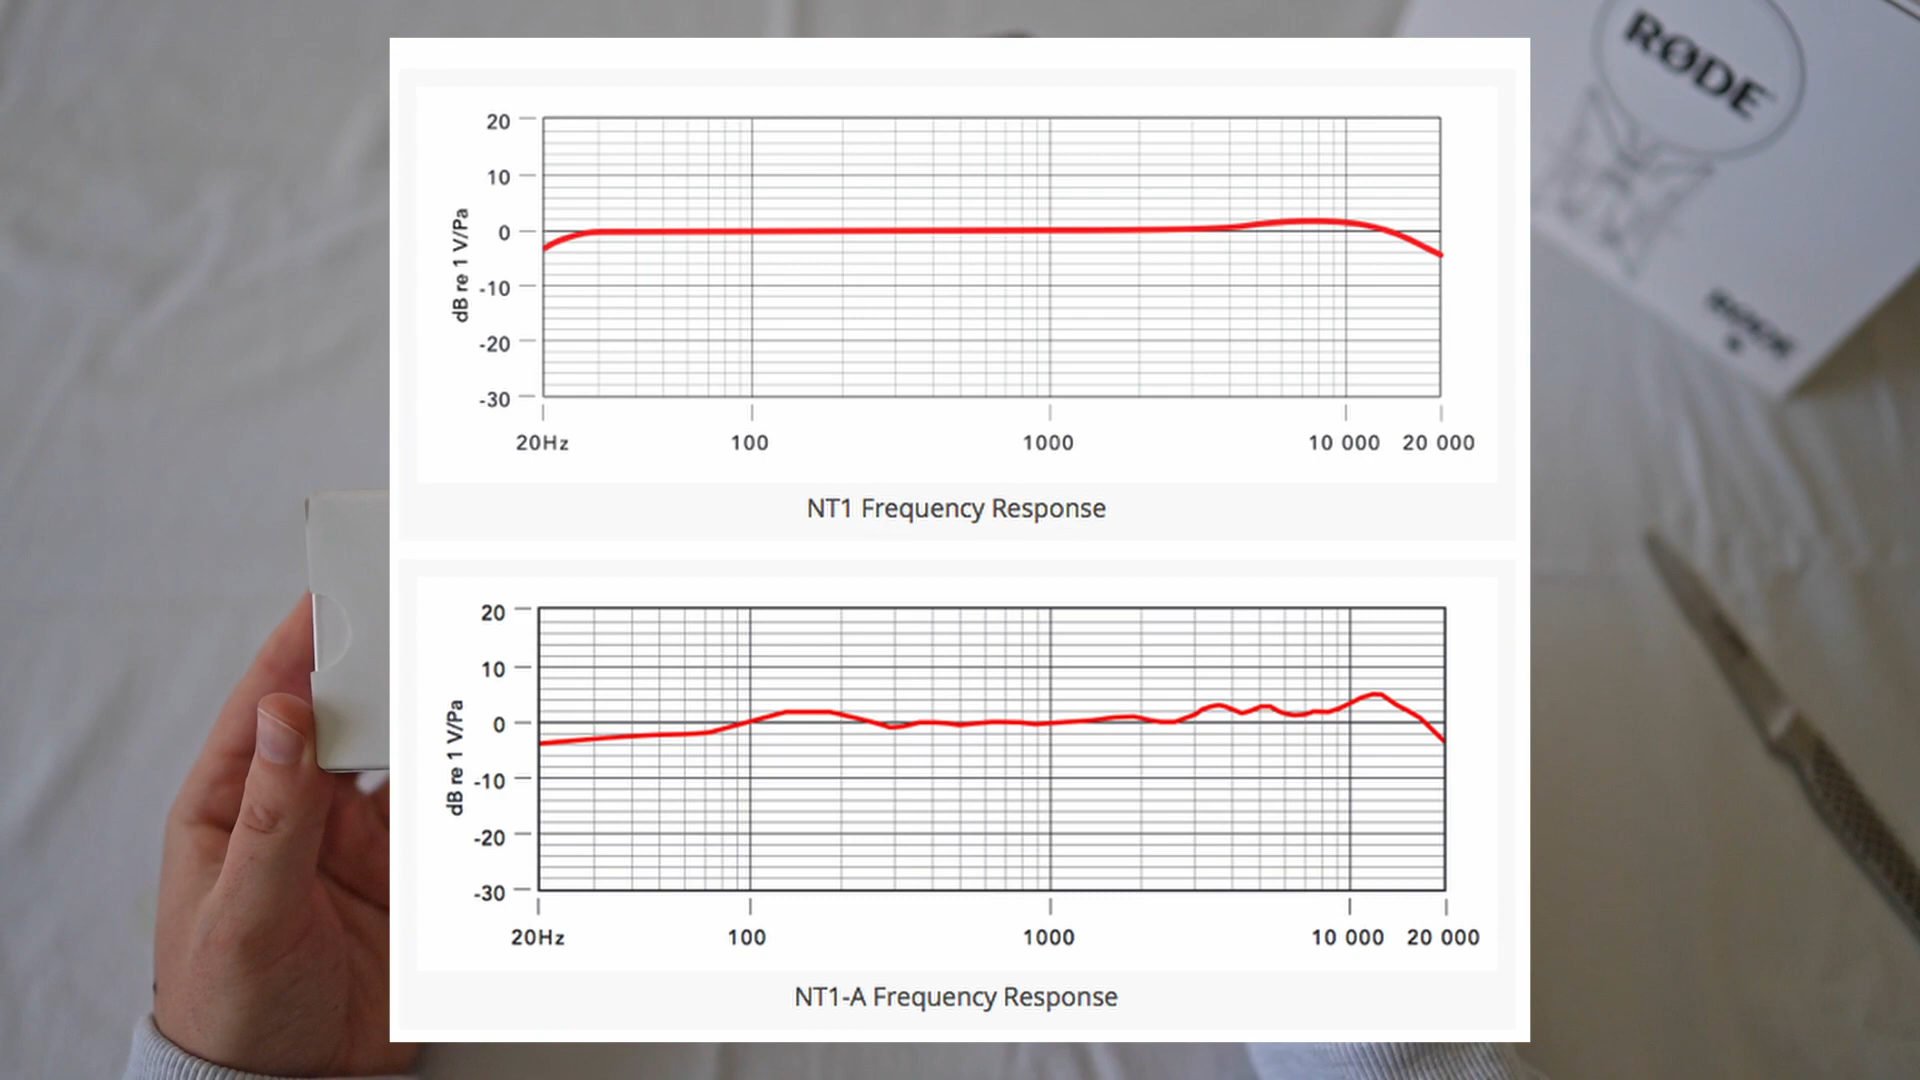 RØDE
20
10
0
-10
-20
-30
dB re 1 V/Pa
20Hz 100 1000 10 000 20 000
NT1 Frequency Response
20
10
0
-10
-20
-30
dB re 1 V/Pa
20Hz 100 1000 10 000 20 000
NT1-A Frequency Response